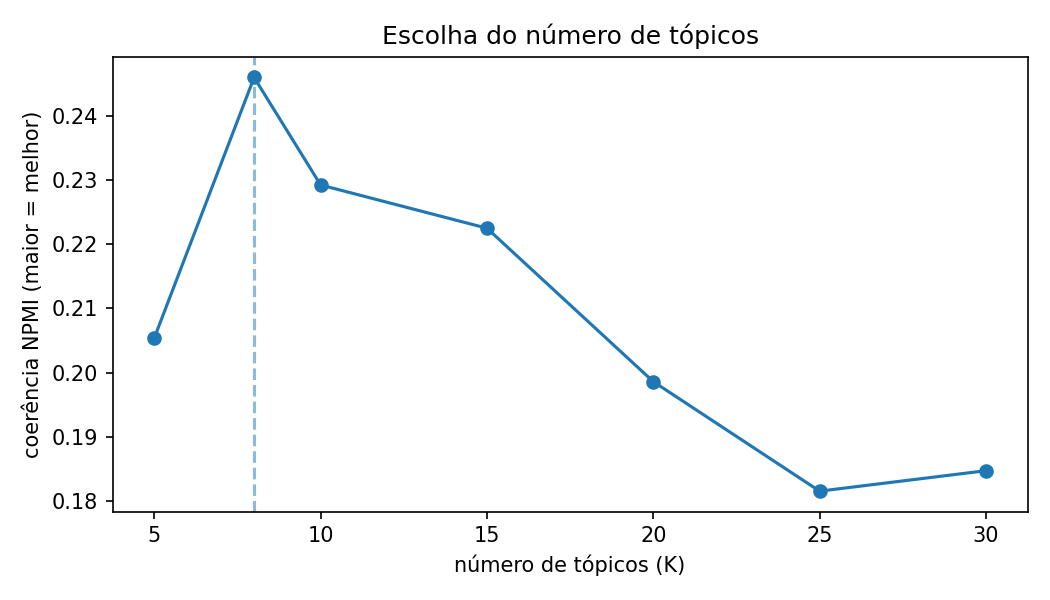 Escolha do número de tópicos
coerência NPMI (maior = melhor)
0.24
0.23
0.22
0.21
0.20
0.19
0.18
5 10 15 20 25 30
número de tópicos (K)